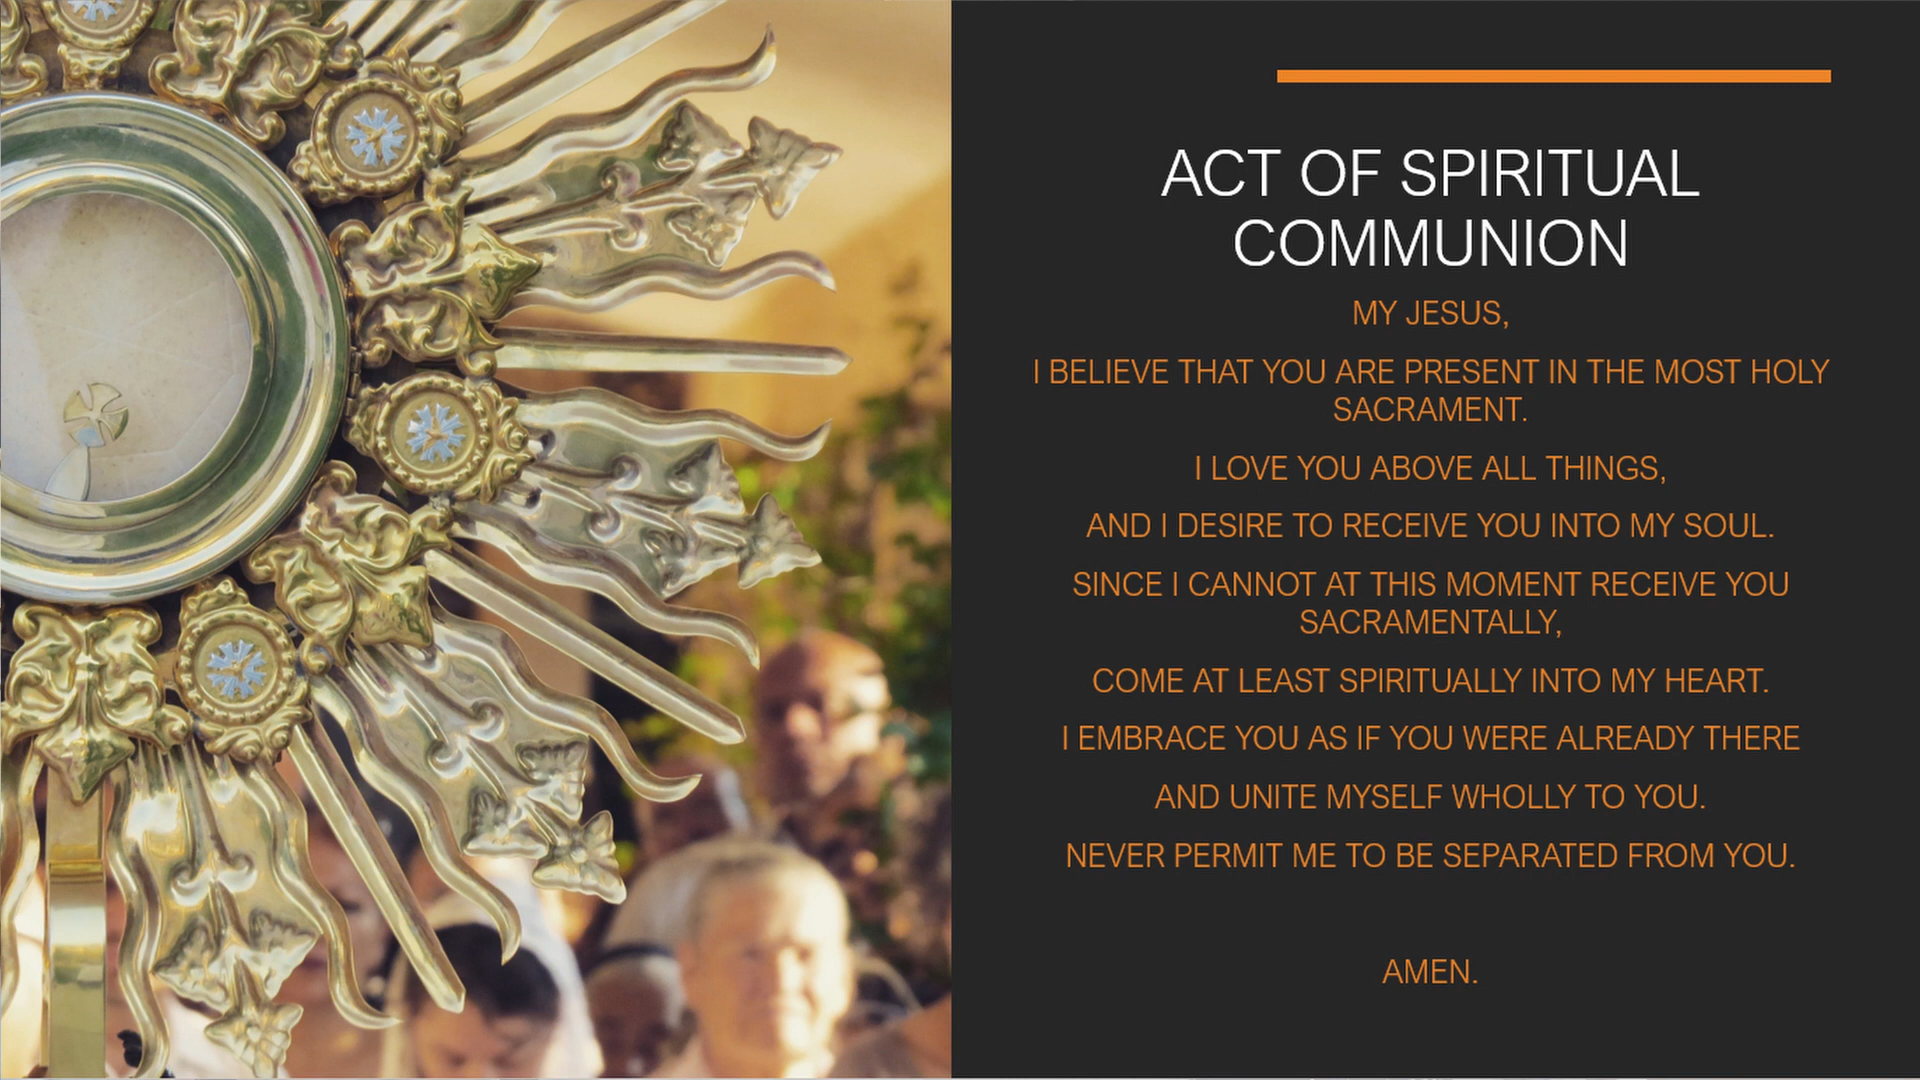 ACT OF SPIRITUAL
COMMUNION
MY JESUS,
I BELIEVE THAT YOU ARE PRESENT IN THE MOST HOLY
SACRAMENT.
I LOVE YOU ABOVE ALL THINGS,
AND I DESIRE TO RECEIVE YOU INTO MY SOUL.
SINCE I CANNOT AT THIS MOMENT RECEIVE YOU
SACRAMENTALLY,
COME AT LEAST SPIRITUALLY INTO MY HEART.
I EMBRACE YOU AS IF YOU WERE ALREADY THERE
AND UNITE MYSELF WHOLLY TO YOU.
NEVER PERMIT ME TO BE SEPARATED FROM YOU.
AMEN.